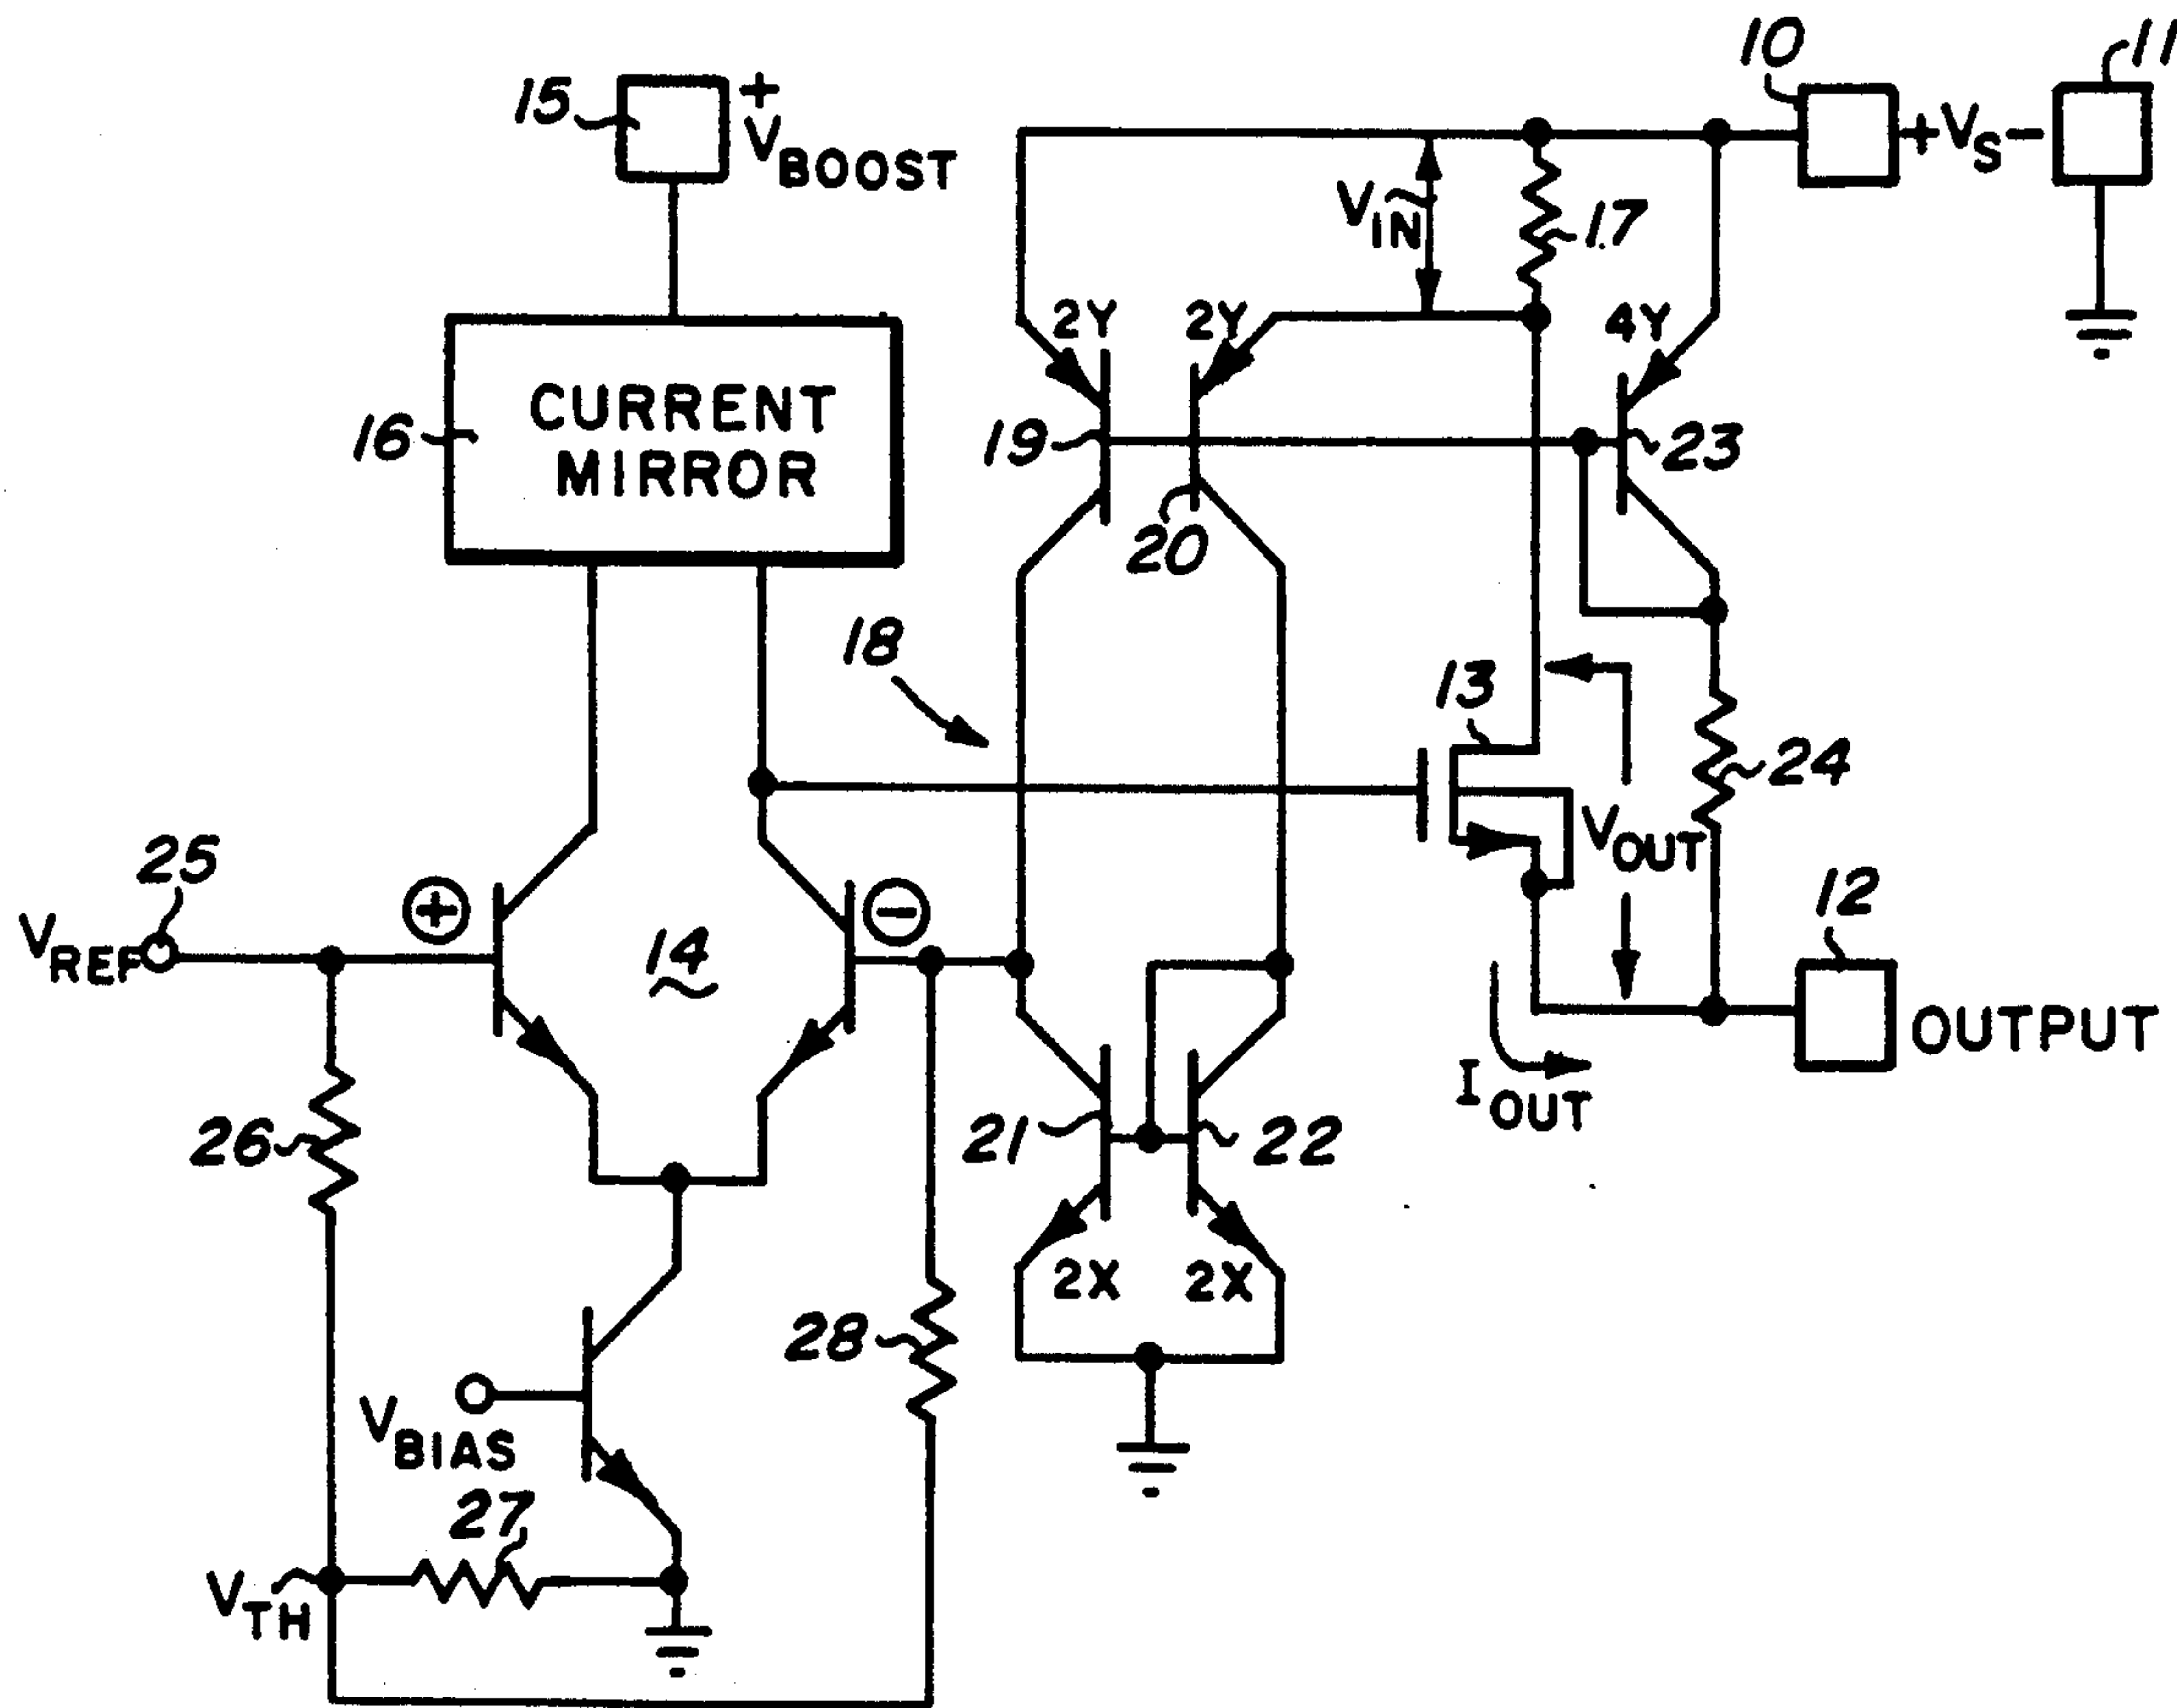 10
11
15
+
V BOOST
+ VS −
VIN
17
2Y
2Y
4Y
CURRENT
MIRROR
16
19
23
20
18
13
24
25
VOUT
12
⊕
⊖
VREF
14
OUTPUT
IOUT
26
21
22
2X
2X
28
VBIAS
27
VTH